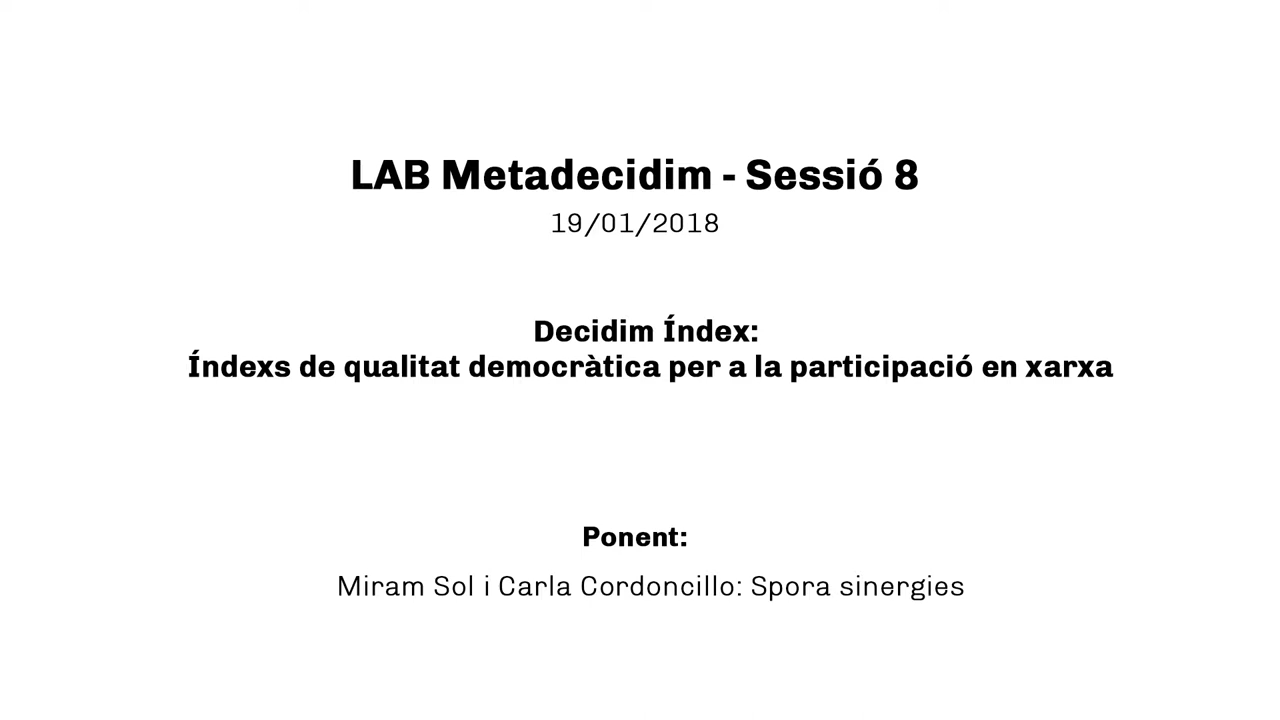 LAB Metadecidim - Sessió 8
19/01/2018
Decidim Índex:
Índexs de qualitat democràtica per a la participació en xarxa
Ponent:
Miram Sol i Carla Cordoncillo: Spora sinergies